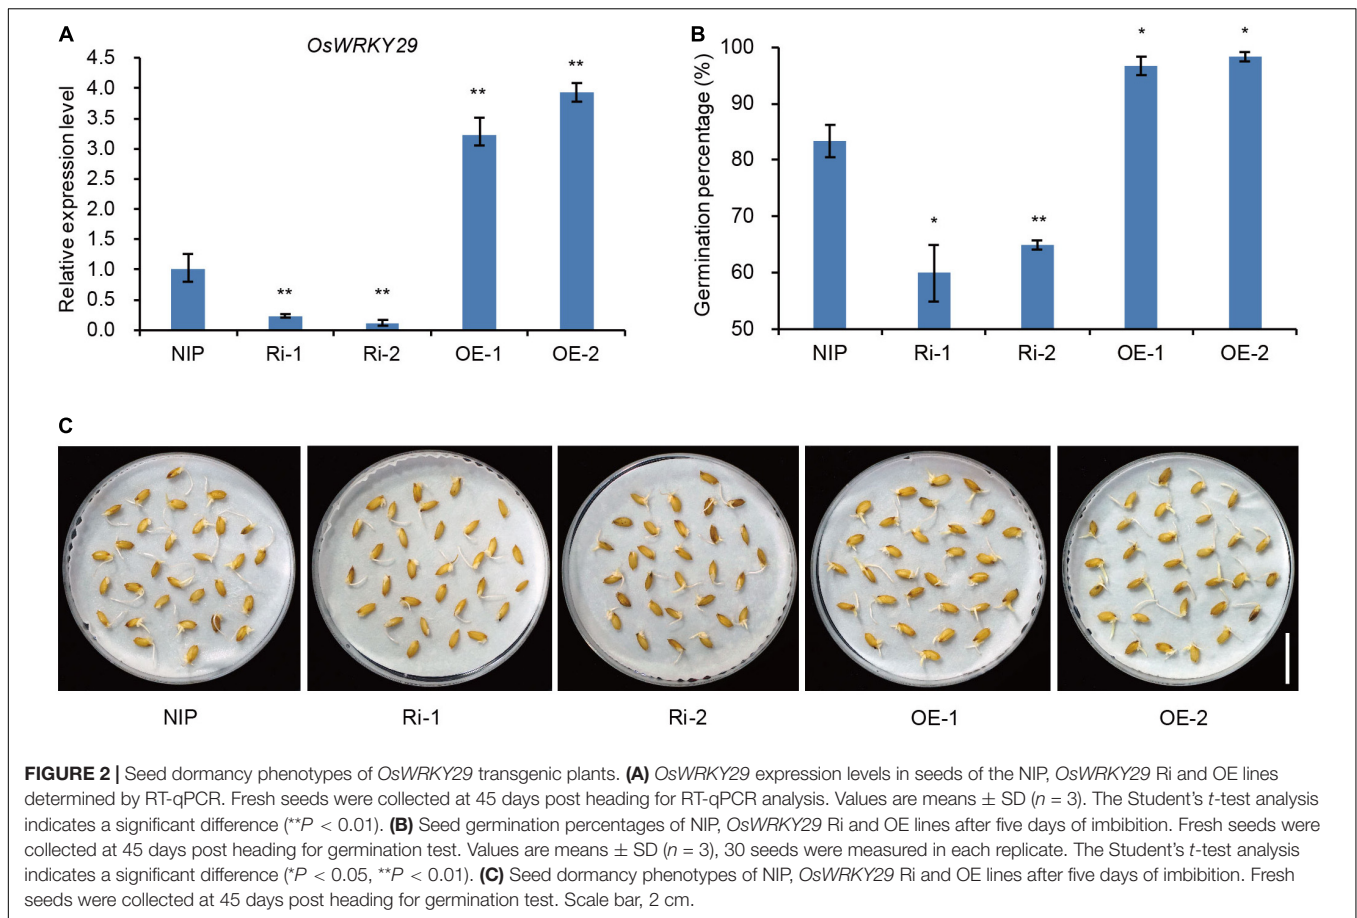 A
OsWRKY29
Relative expression level
4.5
4.0
3.5
3.0
2.5
2.0
1.5
1.0
0.5
0.0
**
**
**
**
NIP
Ri-1
Ri-2
OE-1
OE-2
B
Germination percentage (%)
100
90
80
70
60
50
*
**
*
*
NIP
Ri-1
Ri-2
OE-1
OE-2
C
NIP
Ri-1
Ri-2
OE-1
OE-2
FIGURE 2 | Seed dormancy phenotypes of OsWRKY29 transgenic plants. (A) OsWRKY29 expression levels in seeds of the NIP, OsWRKY29 Ri and OE lines
determined by RT-qPCR. Fresh seeds were collected at 45 days post heading for RT-qPCR analysis. Values are means ± SD (n = 3). The Student's t-test analysis
indicates a significant difference (**P < 0.01). (B) Seed germination percentages of NIP, OsWRKY29 Ri and OE lines after five days of imbibition. Fresh seeds were
collected at 45 days post heading for germination test. Values are means ± SD (n = 3), 30 seeds were measured in each replicate. The Student's t-test analysis
indicates a significant difference (*P < 0.05, **P < 0.01). (C) Seed dormancy phenotypes of NIP, OsWRKY29 Ri and OE lines after five days of imbibition. Fresh
seeds were collected at 45 days post heading for germination test. Scale bar, 2 cm.